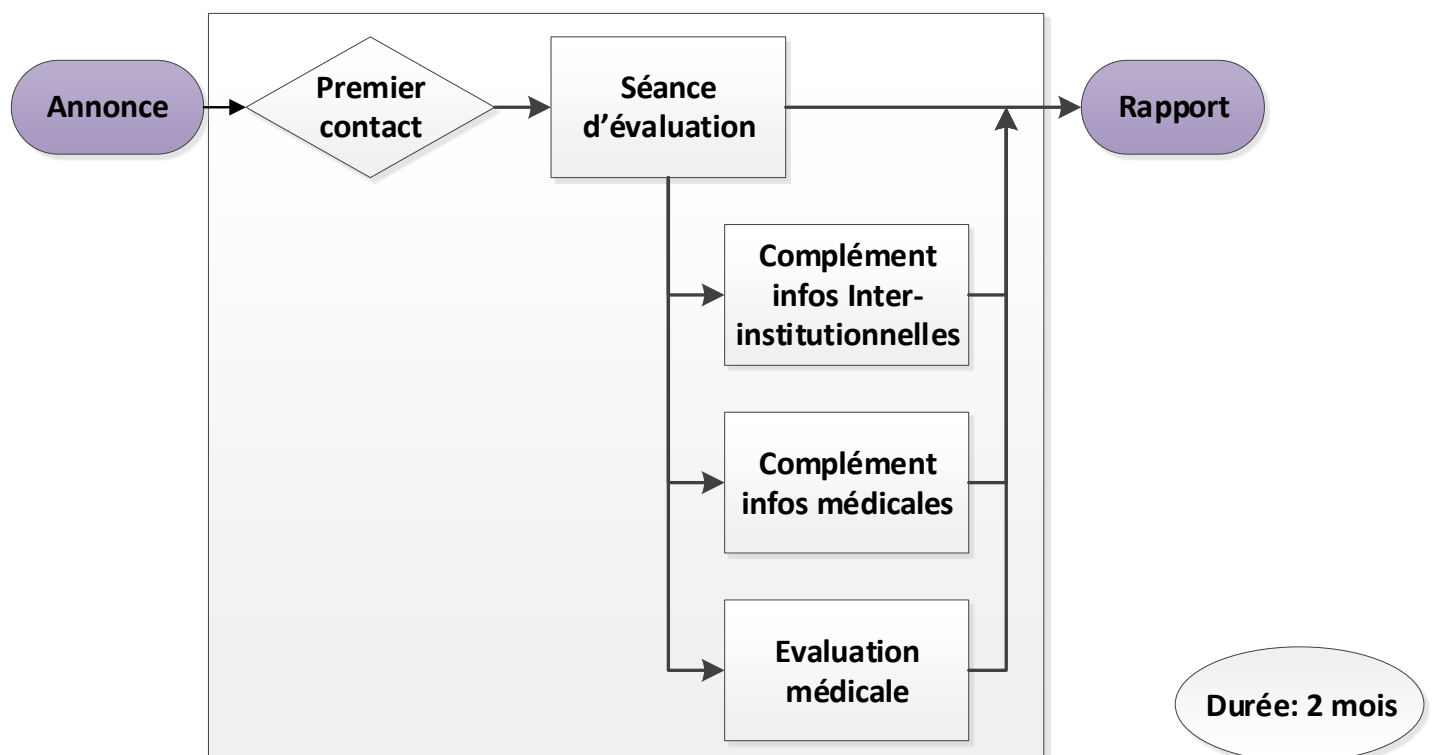 Annonce
Premier
contact
Séance
d’évaluation
Rapport
Complément
infos Inter-
institutionnelles
Complément
infos médicales
Evaluation
médicale
Durée: 2 mois